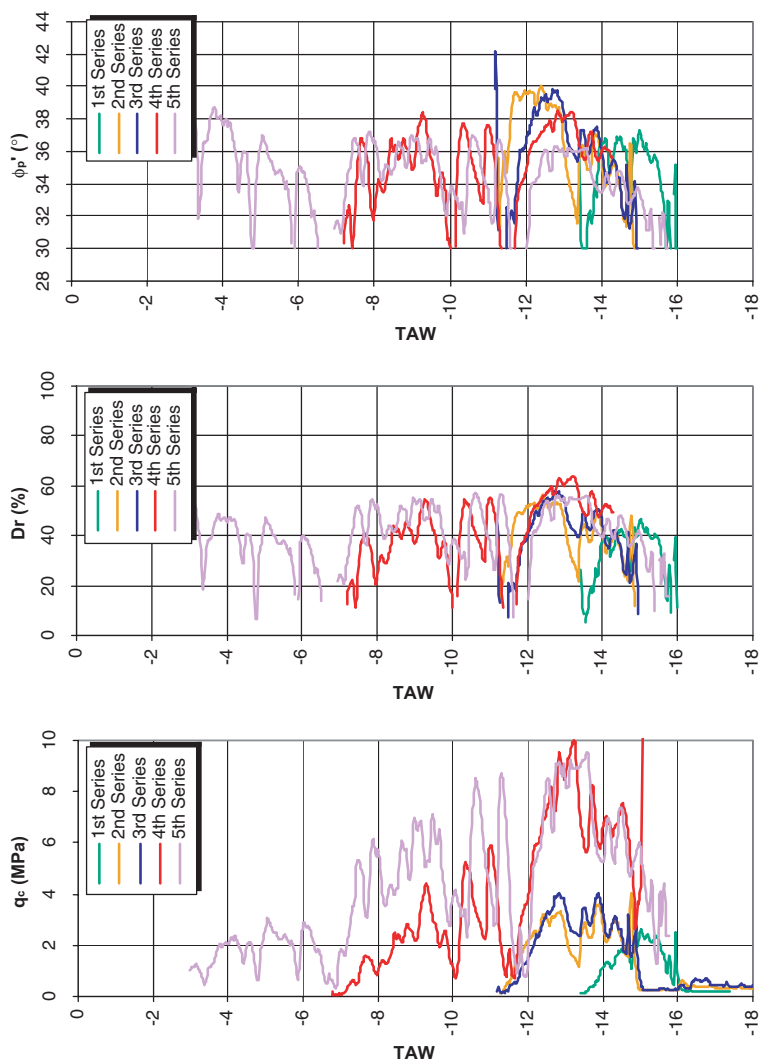 ϕp' (°)
28 30 32 34 36 38 40 42 44
0
-2
-4
-6
-8
-10
-12
-14
-16
-18
TAW
1st Series
2nd Series
3rd Series
4th Series
5th Series
Dr (%)
0 20 40 60 80 100
0
-2
-4
-6
-8
-10
-12
-14
-16
-18
TAW
1st Series
2nd Series
3rd Series
4th Series
5th Series
qc (MPa)
0 2 4 6 8 10
0
-2
-4
-6
-8
-10
-12
-14
-16
-18
TAW
1st Series
2nd Series
3rd Series
4th Series
5th Series